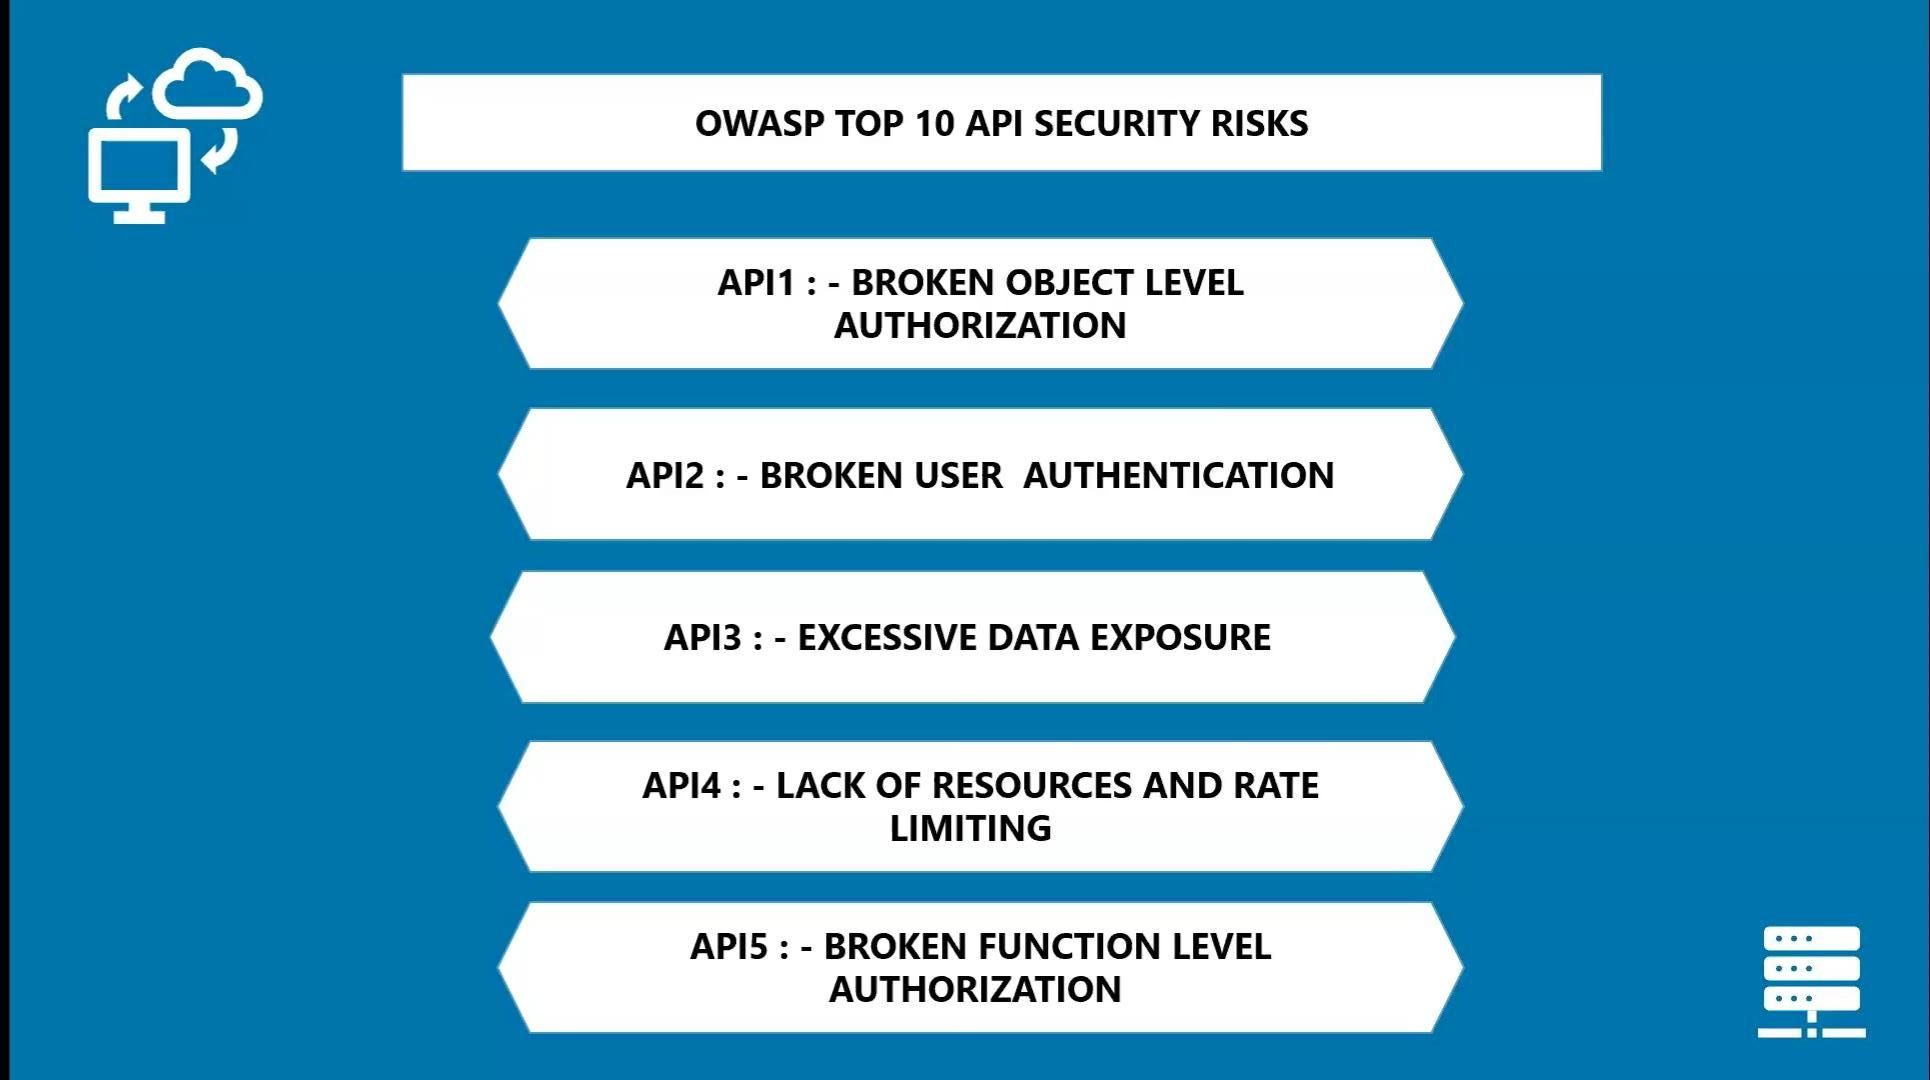 OWASP TOP 10 API SECURITY RISKS
API1 : - BROKEN OBJECT LEVEL
AUTHORIZATION
API2 : - BROKEN USER  AUTHENTICATION
API3 : - EXCESSIVE DATA EXPOSURE
API4 : - LACK OF RESOURCES AND RATE
LIMITING
API5 : - BROKEN FUNCTION LEVEL
AUTHORIZATION